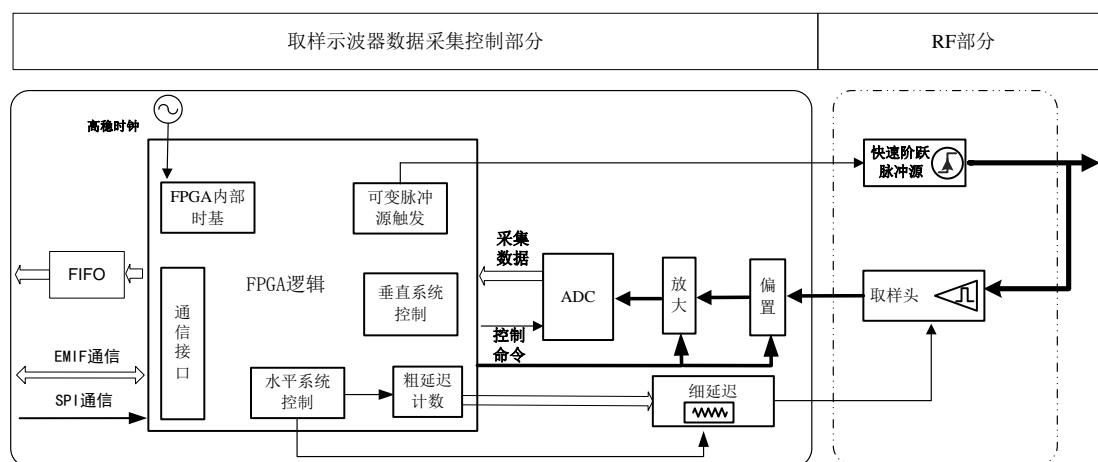 取样示波器数据采集控制部分
RF部分
高稳时钟
FPGA内部
时基
可变脉冲
源触发
快速阶跃
脉冲源
FIFO
FPGA逻辑
通
信
接
口
垂直系统
控制
采集
数据
ADC
放
大
偏
置
取样头
控制
命令
EMIF通信
SPI通信
水平系统
控制
粗延迟
计数
细延迟